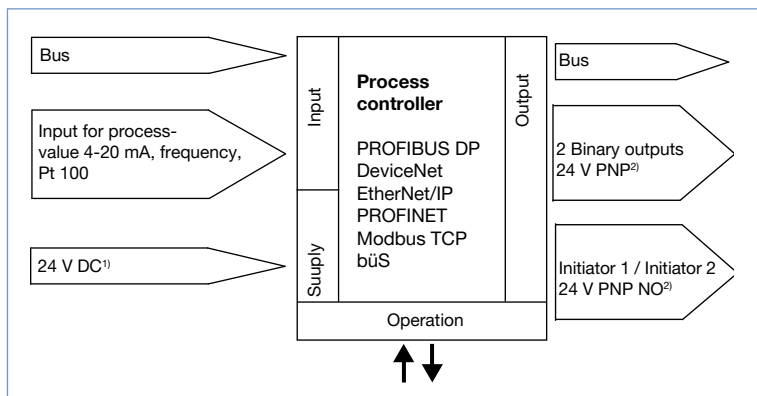 Bus
Input for process-
value 4-20 mA, frequency,
Pt 100
24 V DC1)
Input
Suuply
Process
controller
PROFIBUS DP
DeviceNet
EtherNet/IP
PROFINET
Modbus TCP
büS
Output
Operation
Bus
2 Binary outputs
24 V PNP2)
Initiator 1 / Initiator 2
24 V PNP NO2)